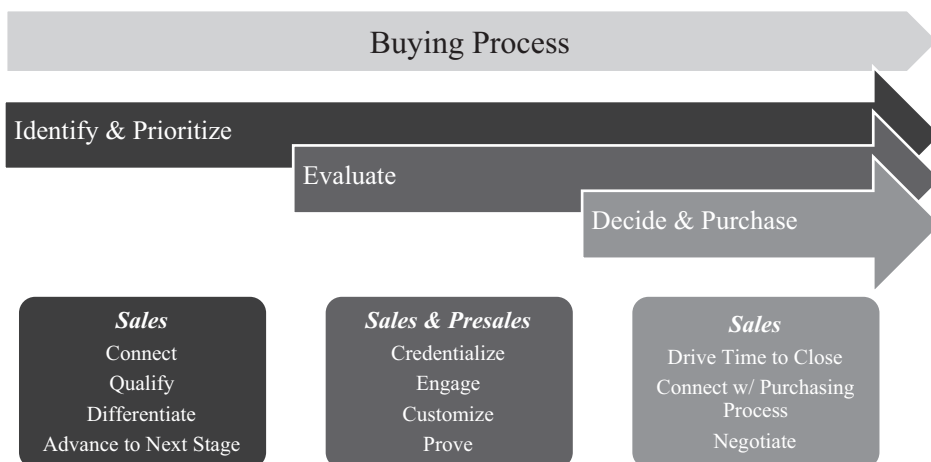 Buying Process
Identify & Prioritize
Evaluate
Decide & Purchase
Sales
Connect
Qualify
Differentiate
Advance to Next Stage
Sales & Presales
Credentialize
Engage
Customize
Prove
Sales
Drive Time to Close
Connect w/ Purchasing
Process
Negotiate